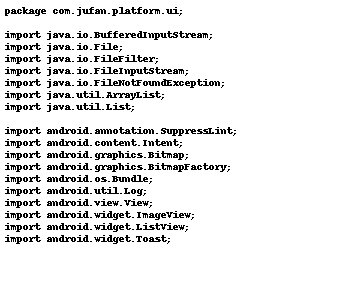 package com.jufan.platform.ui;

import java.io.BufferedInputStream;
import java.io.File;
import java.io.FileFilter;
import java.io.FileInputStream;
import java.io.FileNotFoundException;
import java.util.ArrayList;
import java.util.List;

import android.annotation.SuppressLint;
import android.content.Intent;
import android.graphics.Bitmap;
import android.graphics.BitmapFactory;
import android.os.Bundle;
import android.util.Log;
import android.view.View;
import android.widget.ImageView;
import android.widget.ListView;
import android.widget.Toast;